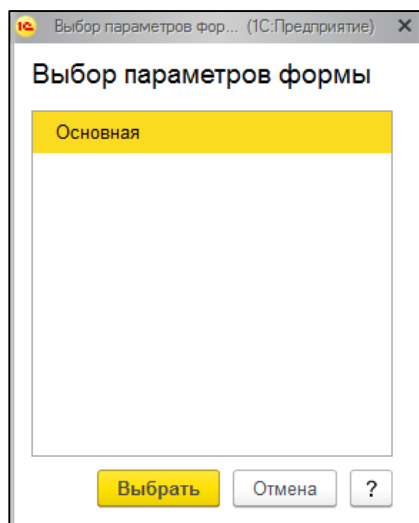 1С Выбор параметров фор... (1С:Предприятие) ×
Выбор параметров формы
Основная
Выбрать Отмена ?